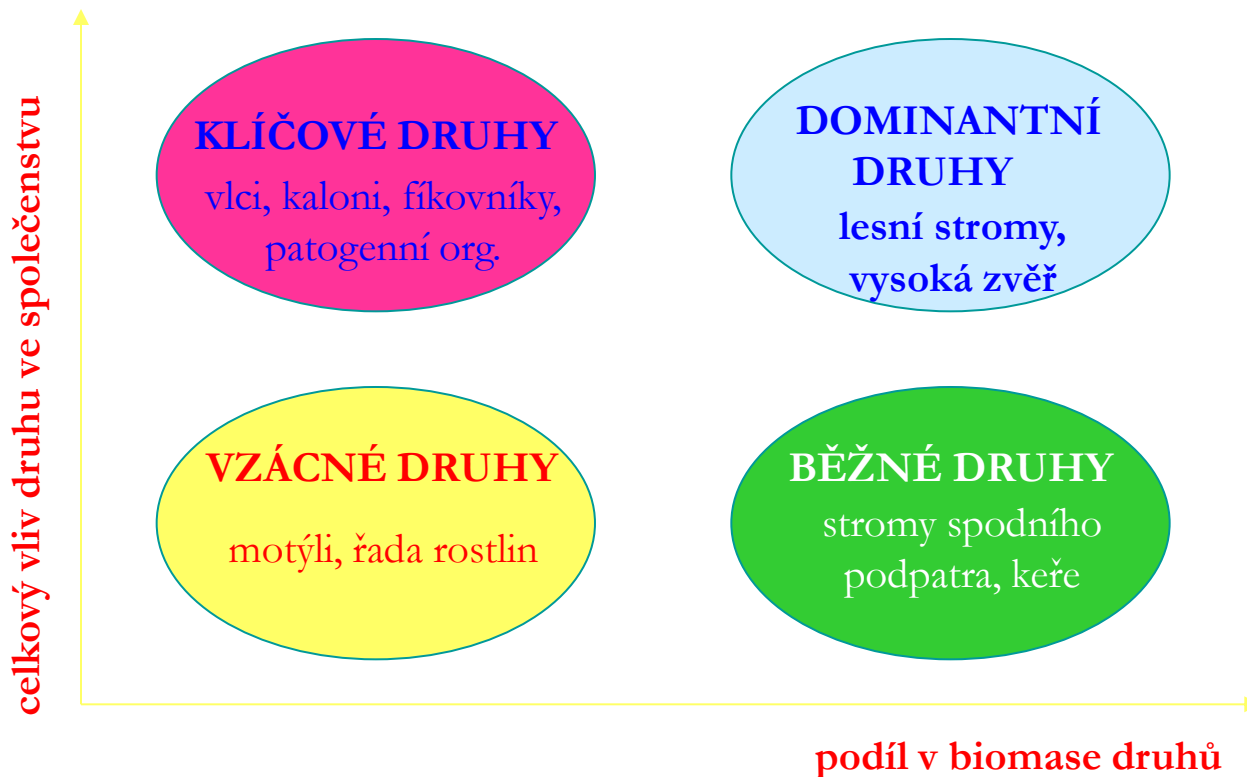 celkový vliv druhu ve společenstvu
KLÍČOVÉ DRUHY
vlci, kaloni, fíkovníky,
patogenní org.
DOMINANTNÍ
DRUHY
lesní stromy,
vysoká zvěř
VZÁCNÉ DRUHY
motýli, řada rostlin
BĚŽNÉ DRUHY
stromy spodního
podpatra, keře
podíl v biomase druhů